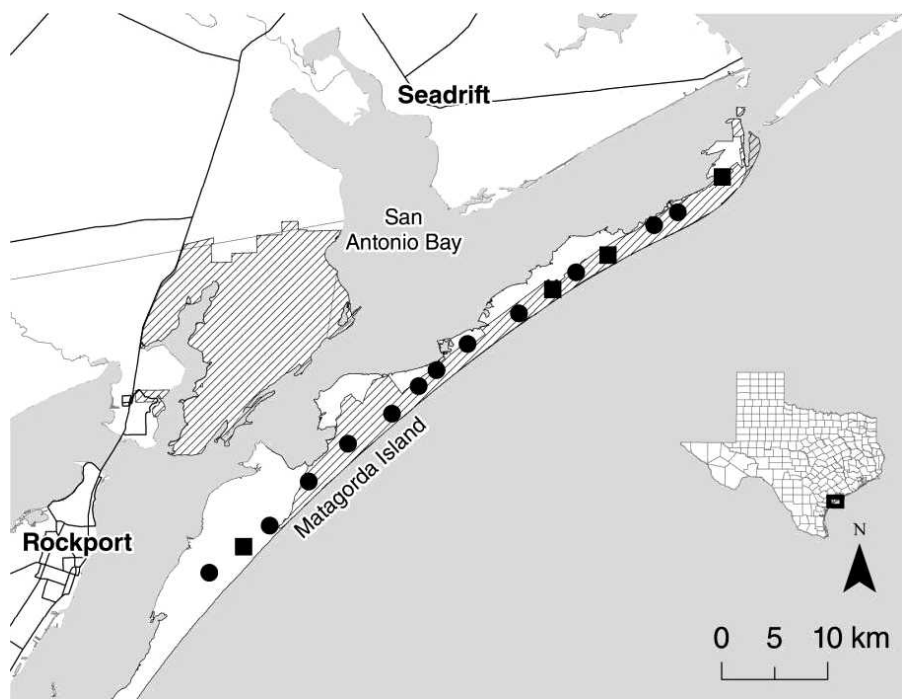 Seadrift
San
Antonio Bay
Matagorda Island
Rockport
N
0 5 10 km